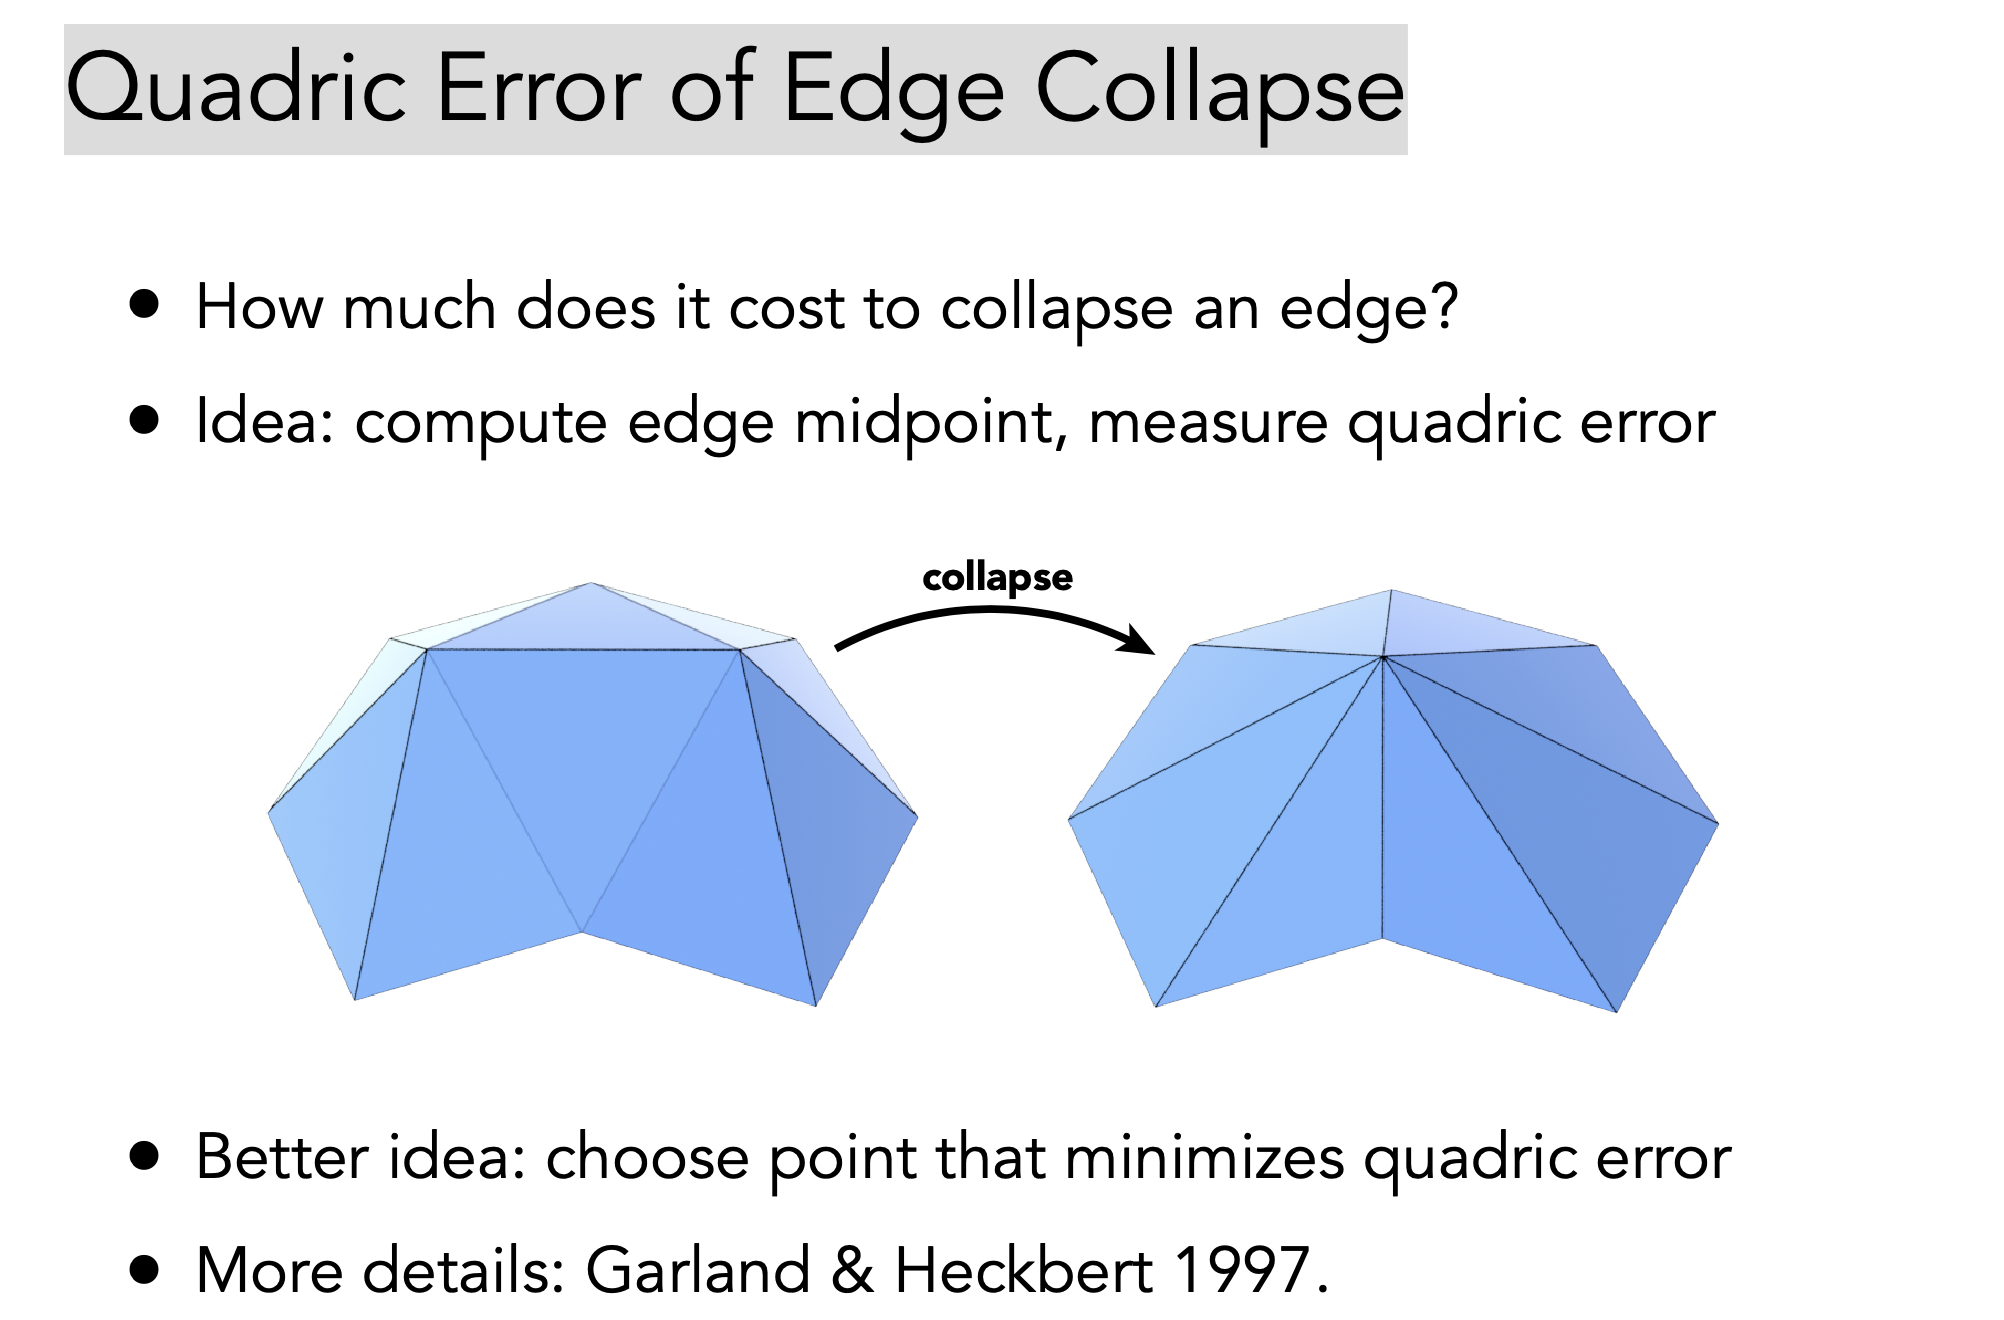 Quadric Error of Edge Collapse
● How much does it cost to collapse an edge?
● Idea: compute edge midpoint, measure quadric error
collapse
● Better idea: choose point that minimizes quadric error
● More details: Garland & Heckbert 1997.